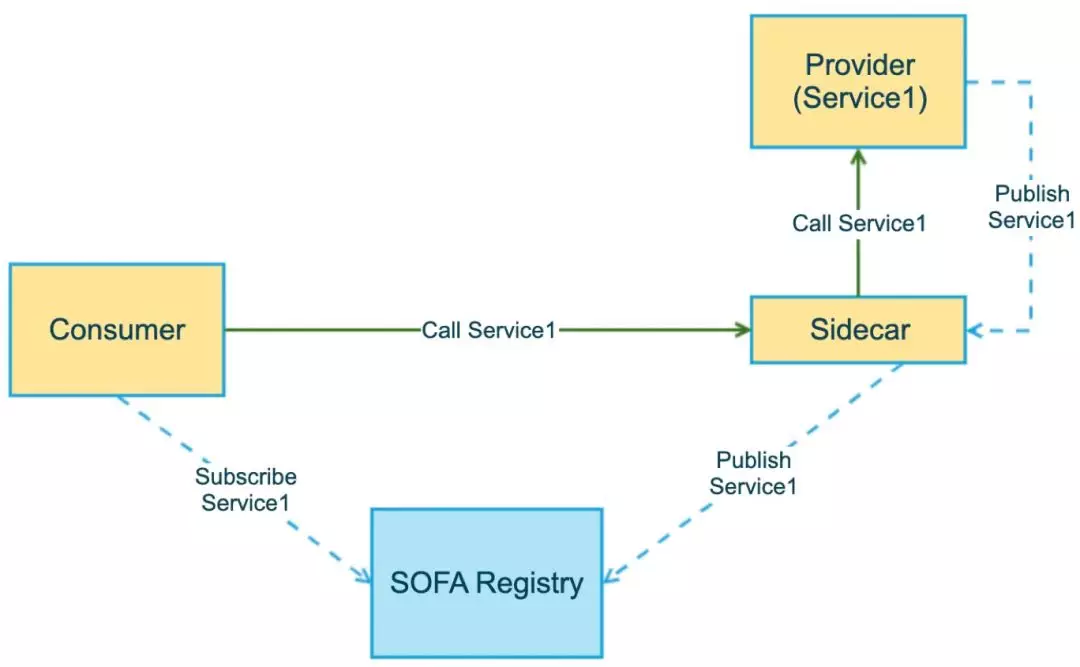 Provider
(Service1)
Publish
Service1
Call Service1
Consumer
Call Service1
Sidecar
Subscribe
Service1
Publish
Service1
SOFA Registry